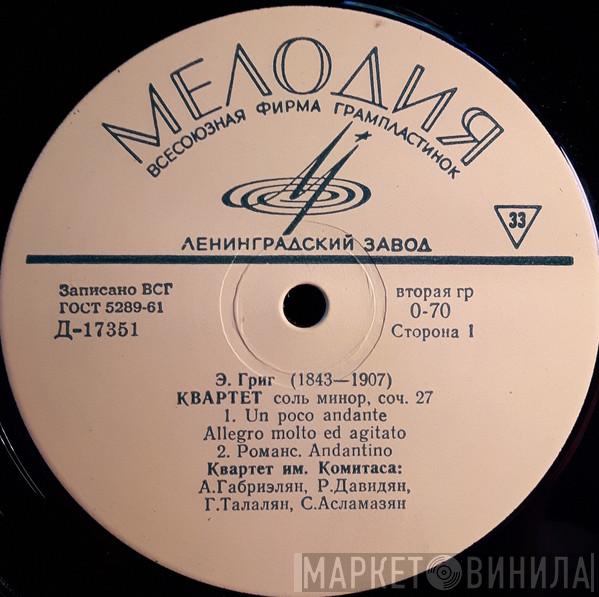 МЕЛОДИЯ
ВСЕСОЮЗНАЯ ФИРМА ГРАМПЛАСТИНОК
33
ЛЕНИНГРАДСКИЙ ЗАВОД
Записано ВСГ
ГОСТ 5289-61
Д-17351
вторая гр
0-70
Сторона 1
Э. Григ (1843—1907)
КВАРТЕТ соль минор, соч. 27
1. Un poco andante
Allegro molto ed agitato
2. Романс. Andantino
Квартет им. Комитаса:
А.Габриэлян, Р.Давидян,
Г.Талалян, С.Асламазян
МАРКЕТ ВИНИЛА